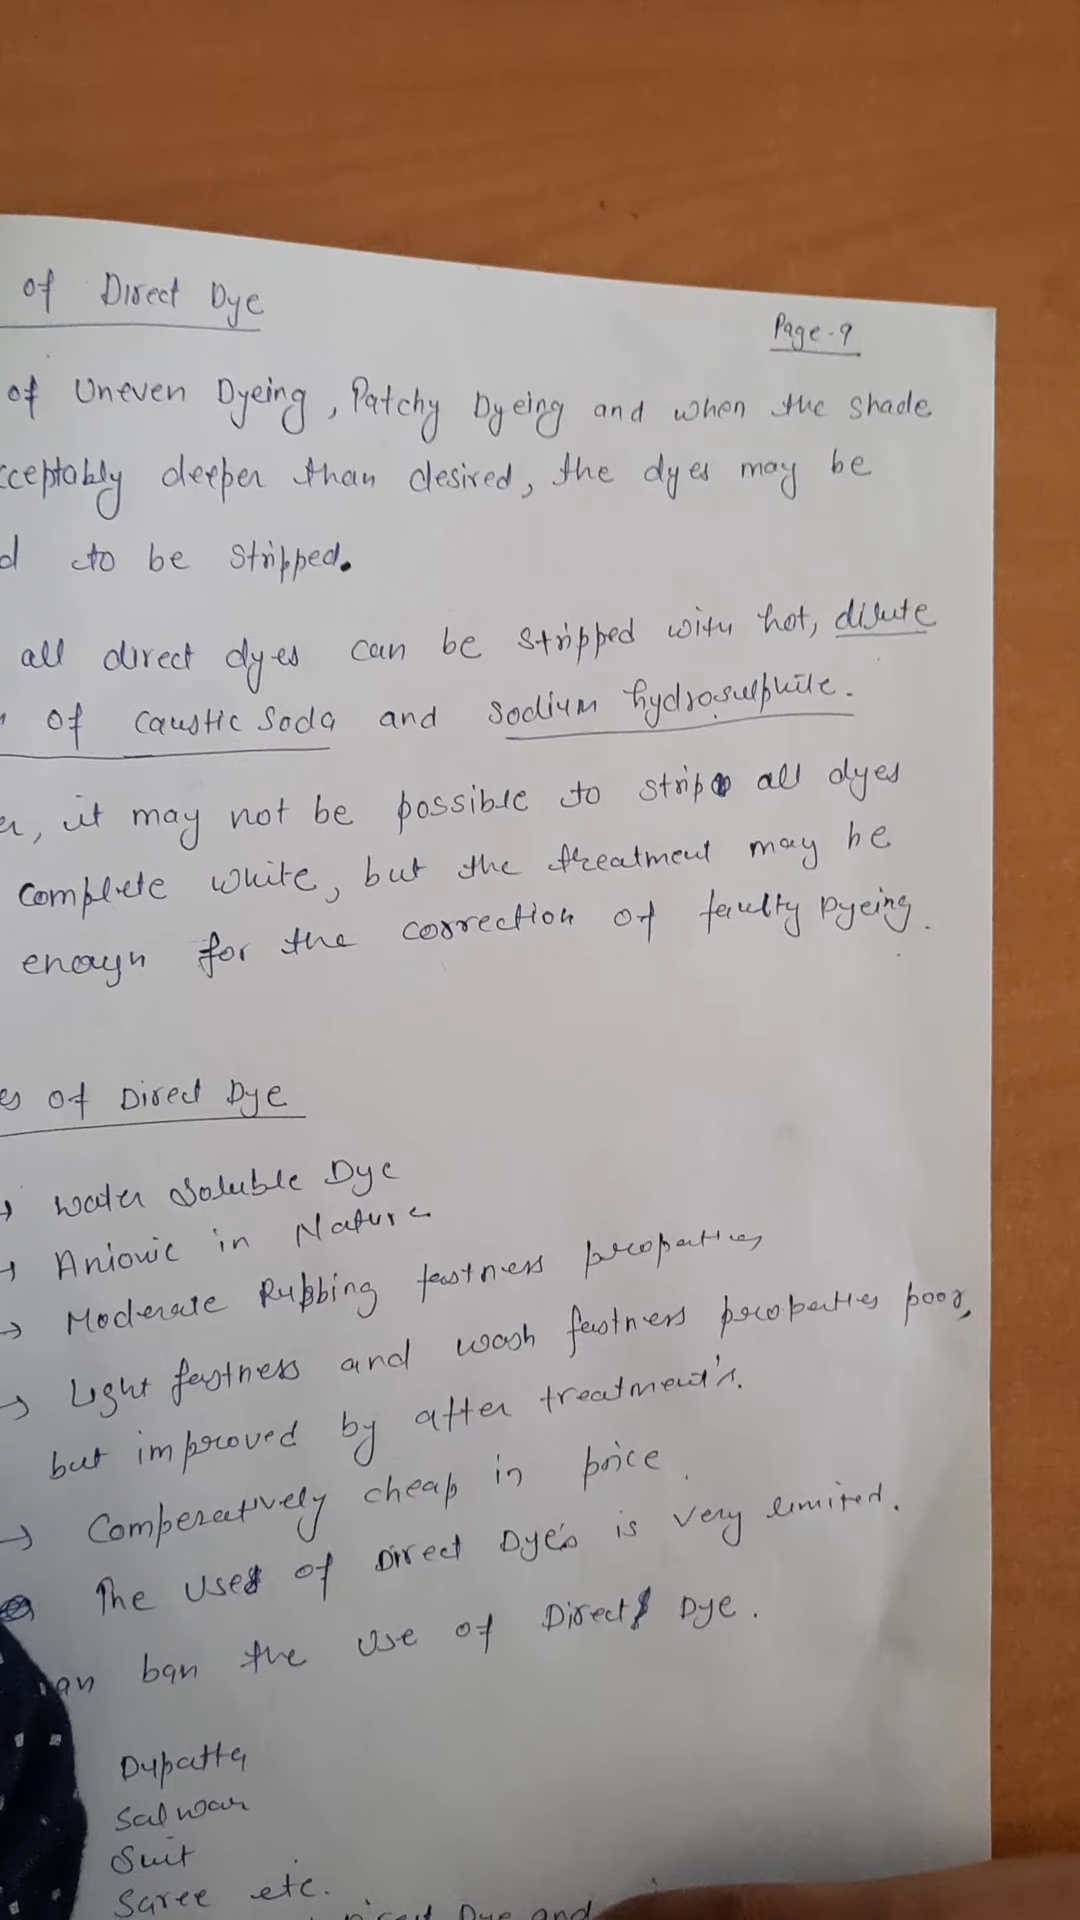 of Direct Dye
Page-9
of Uneven Dyeing, Patchy Dyeing and when the shade
cceptably deeper than desired, the dyes may be
d to be stripped.
all direct dyes can be stripped with hot, dilute
of Caustic Soda and Sodium hydrosulphite.
r, it may not be possible to strip all dyes
complete white, but the treatment may be
enough for the correction of faulty Dyeing.
es of Direct Dye
→ Water Soluble Dye
→ Anionic in Nature
→ Moderate Rubbing fastness properties
→ Light fastness and wash fastness properties poor,
but improved by after treatment's.
→ Comperatively cheap in price.
The Uses of Direct Dye's is very limited.
an ban the use of Direct Dye.
Dupatta
Salwar
Suit
Saree etc.
Dye and